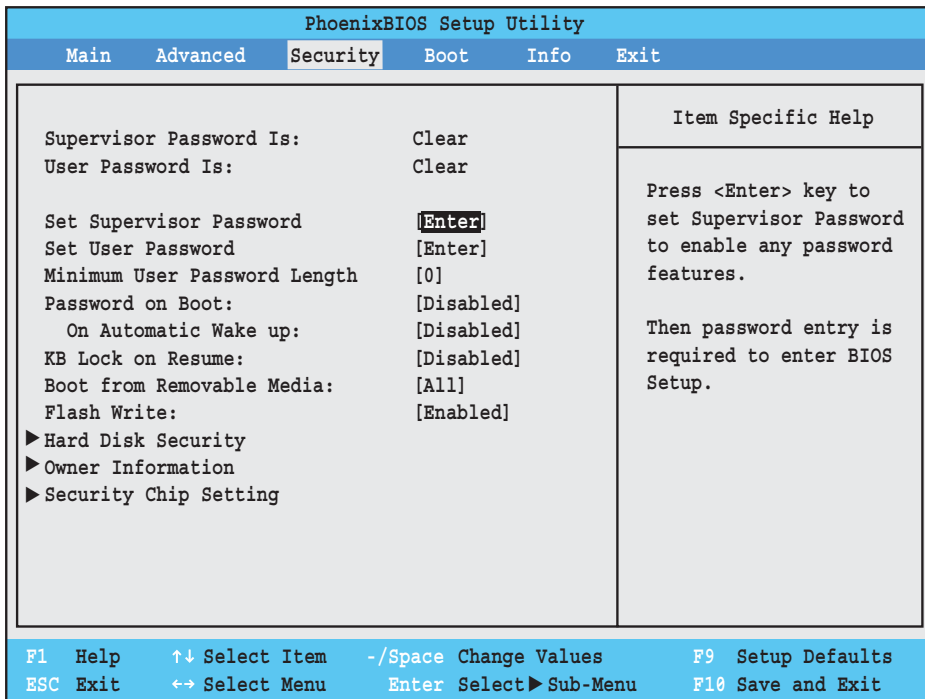 PhoenixBIOS Setup Utility
Main Advanced Security Boot Info Exit
Supervisor Password Is: Clear
User Password Is: Clear
Set Supervisor Password [Enter]
Set User Password [Enter]
Minimum User Password Length [0]
Password on Boot: [Disabled]
On Automatic Wake up: [Disabled]
KB Lock on Resume: [Disabled]
Boot from Removable Media: [All]
Flash Write: [Enabled]
▶Hard Disk Security
▶Owner Information
▶Security Chip Setting
Item Specific Help
Press <Enter> key to
set Supervisor Password
to enable any password
features.
Then password entry is
required to enter BIOS
Setup.
F1 Help ↑↓ Select Item -/Space Change Values F9 Setup Defaults
ESC Exit ←→ Select Menu Enter Select▶Sub-Menu F10 Save and Exit